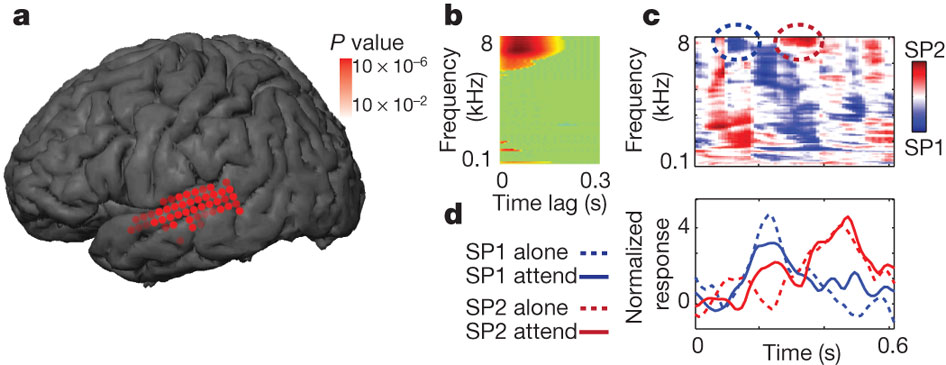 a
P value
10 × 10⁻⁶
10 × 10⁻²
b
Frequency
(kHz)
8
0.1
0
0.3
Time lag (s)
c
Frequency
(kHz)
8
0.1
SP2
SP1
d
SP1 alone
SP1 attend
SP2 alone
SP2 attend
Normalized
response
4
0
0
0.6
Time (s)